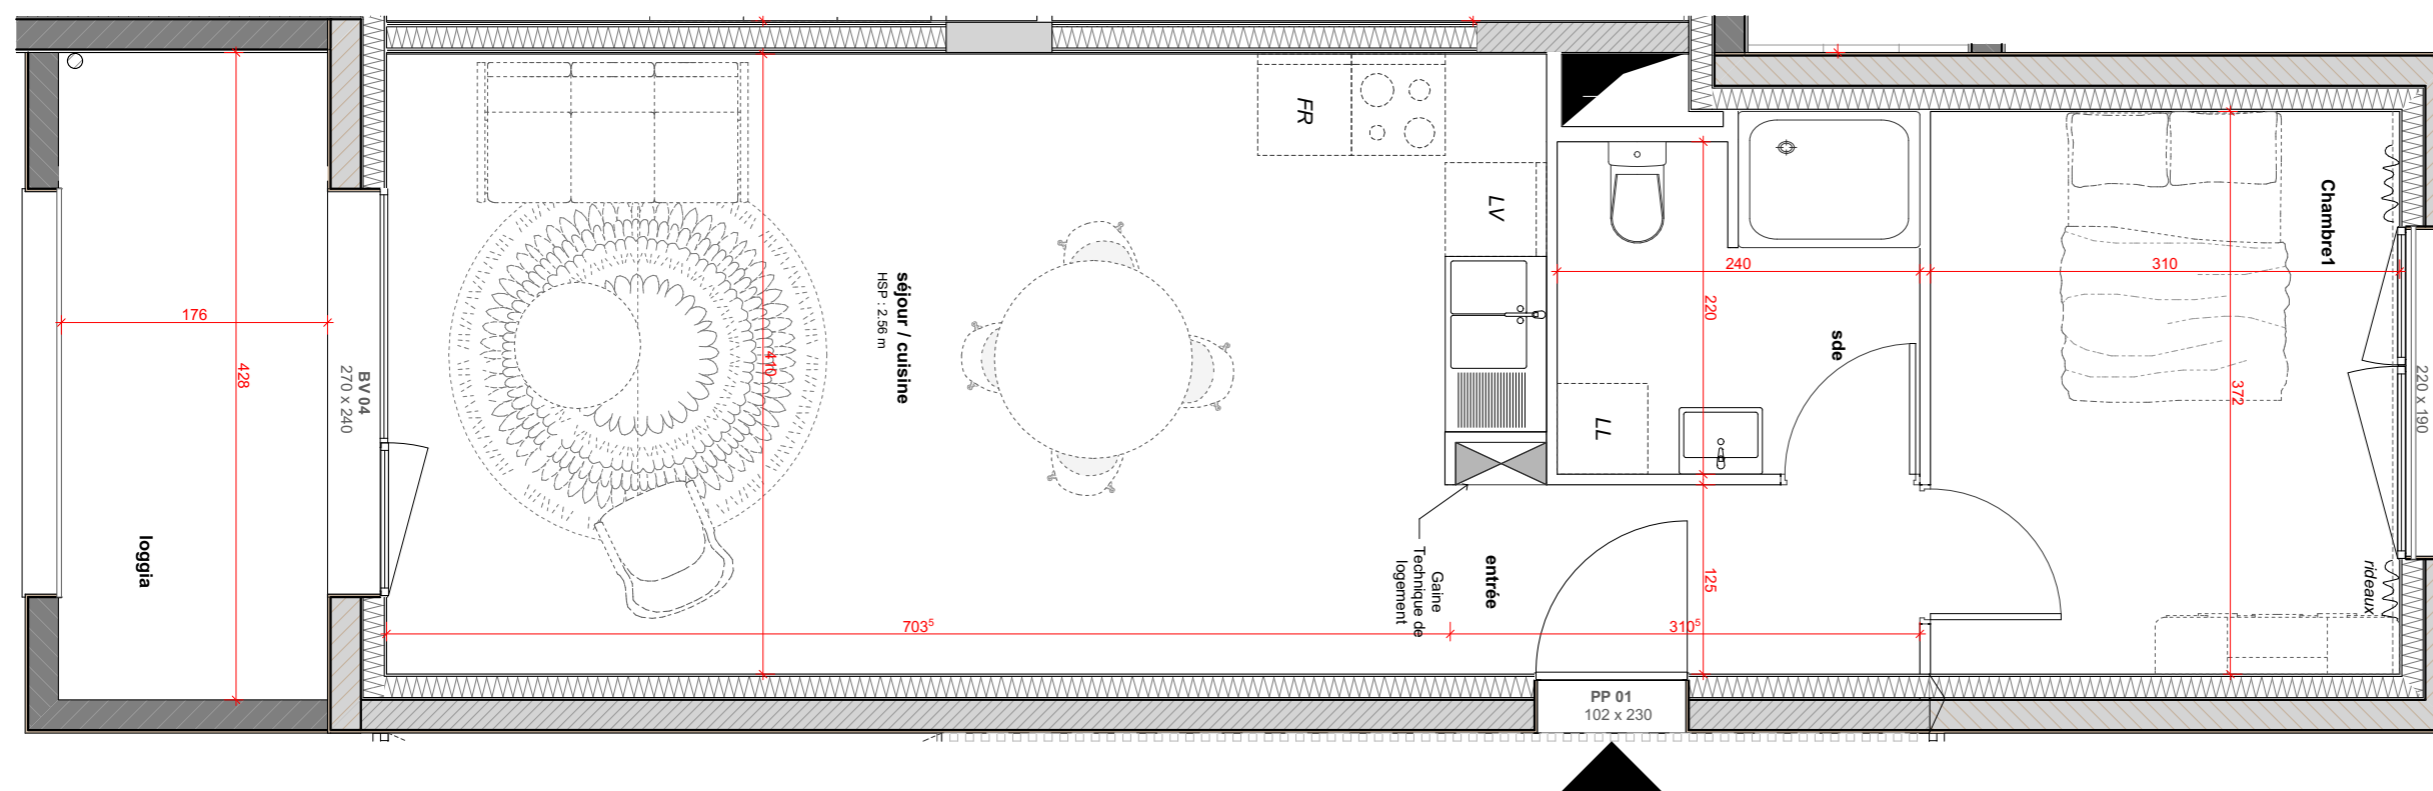 176
428
loggia
BV 04
270 x 240
410
séjour / cuisine
HSP : 2.56 m
703⁵
FR
LV
Gaine
Technique de
logement
entrée
LL
240
220
sde
125
310⁵
PP 01
102 x 230
Chambre1
310
372
rideaux
220 x 190